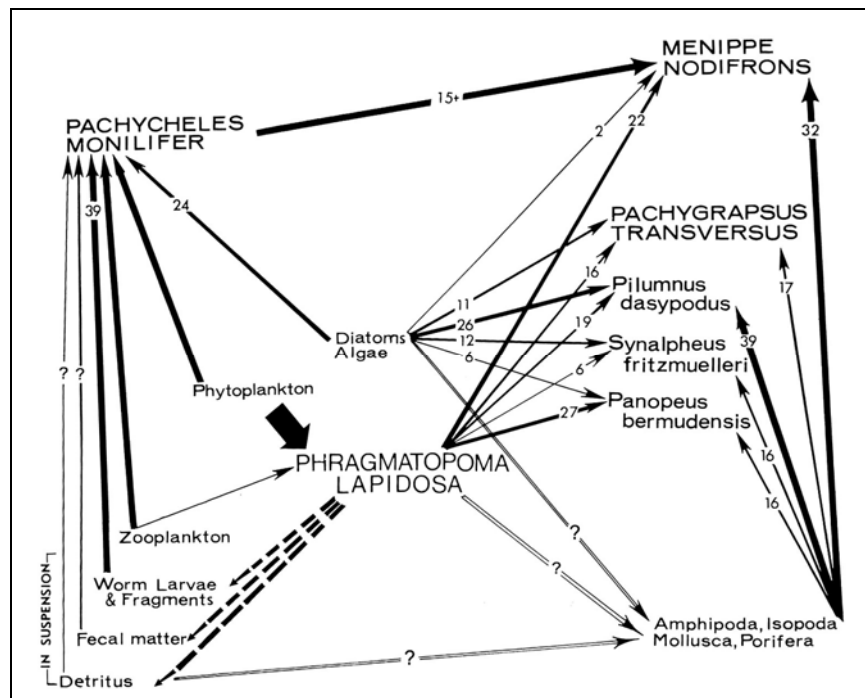 MENIPPE
NODIFRONS
15+
22
2
32
PACHYCHELES
MONILIFER
39
24
PACHYGRAPSUS
TRANSVERSUS
16
17
11
Pilumnus
dasypodus
26
19
39
Diatoms
Algae
12
Synalpheus
fritzmuelleri
6
6
? ?
Phytoplankton
Panopeus
bermudensis
27
PHRAGMATOPOMA
LAPIDOSA
16
16
Zooplankton
?
?
IN SUSPENSION
Worm Larvae
& Fragments
Amphipoda, Isopoda
Mollusca, Porifera
Fecal matter
?
Detritus